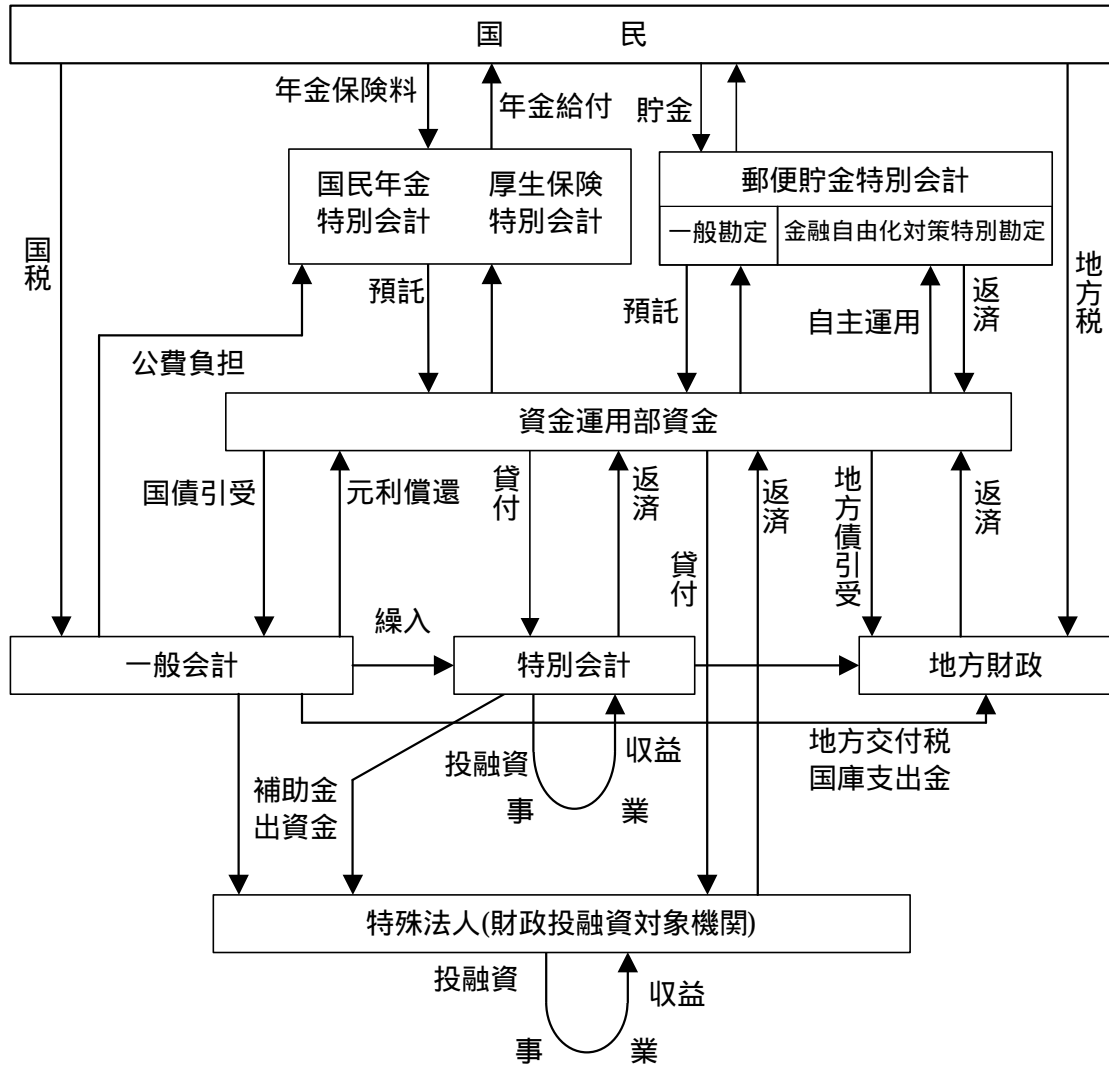 国 民
年金保険料
年金給付
貯金
国民年金 厚生保険
特別会計 特別会計
郵便貯金特別会計
一般勘定 金融自由化対策特別勘定
国税
地方税
預託
預託
自主運用
返済
公費負担
資金運用部資金
国債引受
元利償還
貸付
返済
貸付
返済
地方債引受
返済
繰入
一般会計
特別会計
地方財政
地方交付税
国庫支出金
投融資
収益
事 業
補助金
出資金
特殊法人(財政投融資対象機関)
投融資
収益
事 業